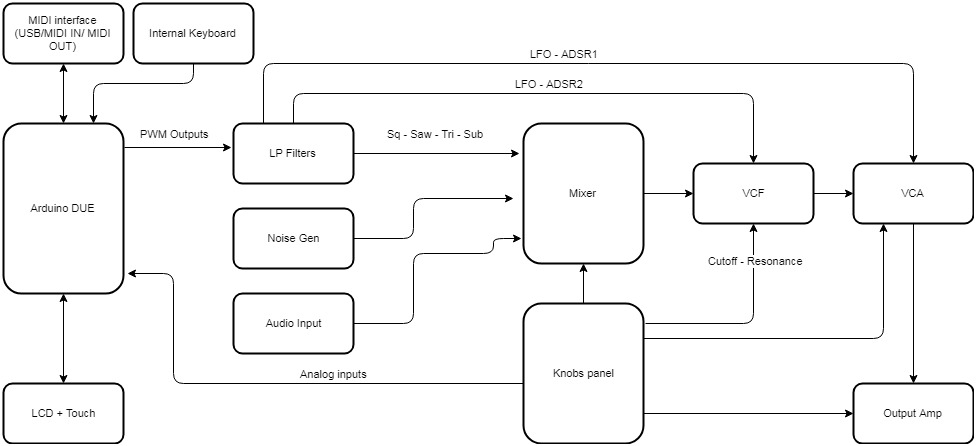 MIDI interface
(USB/MIDI IN/ MIDI
OUT)
Internal Keyboard
LFO - ADSR1
LFO - ADSR2
PWM Outputs
Sq - Saw - Tri - Sub
LP Filters
Arduino DUE
Mixer
VCF
VCA
Noise Gen
Cutoff - Resonance
Audio Input
Analog inputs
Knobs panel
LCD + Touch
Output Amp